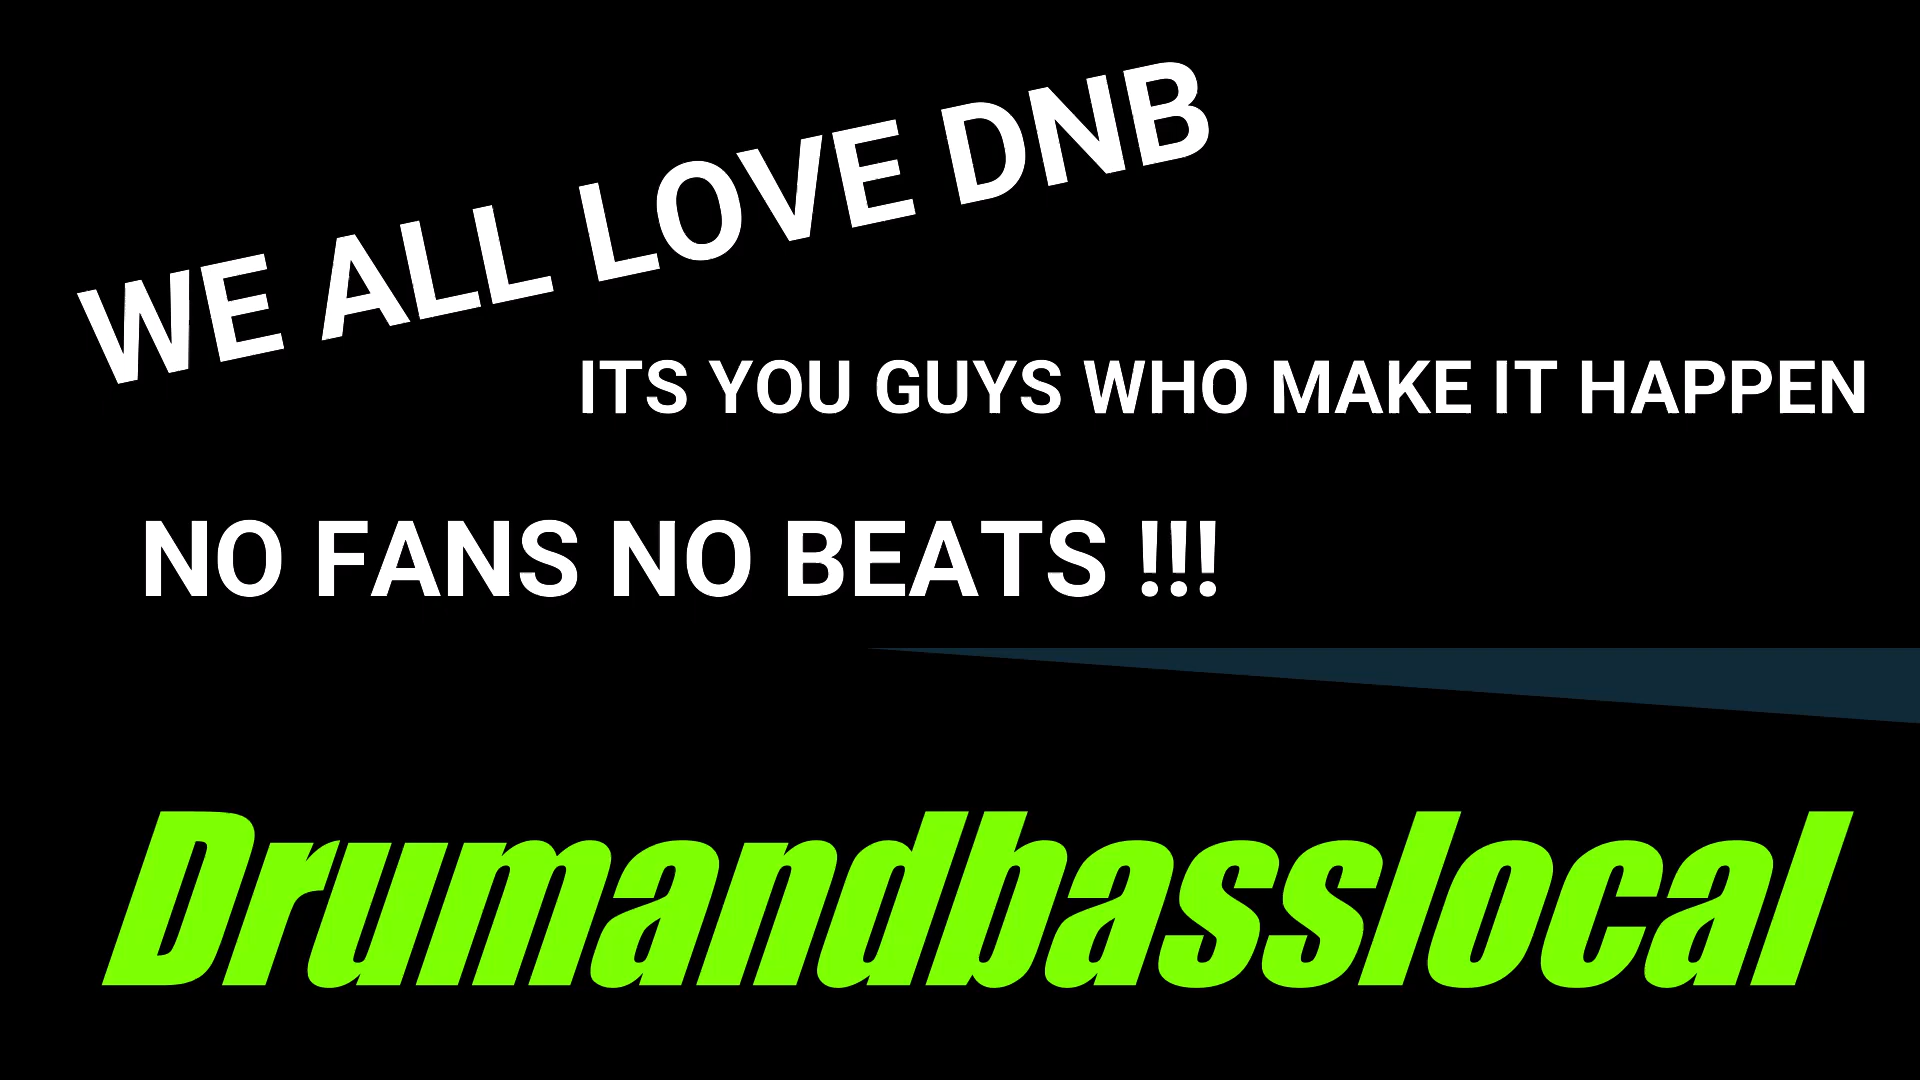 WE ALL LOVE DNB
ITS YOU GUYS WHO MAKE IT HAPPEN
NO FANS NO BEATS !!!
Drumandbasslocal